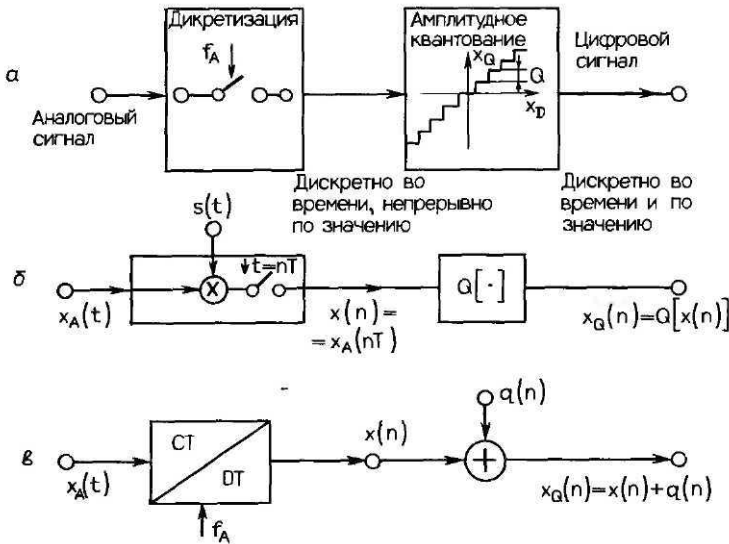 Дикретизация
Амплитудное
квантование
f_A
x_Q
Q
x_D
Цифровой
сигнал
а
Аналоговый
сигнал
Дискретно во
времени, непрерывно
по значению
Дискретно во
времени и по
значению
s(t)
б
x_A(t)
X
t=nT
x(n)=
=x_A(nT)
Q[·]
x_Q(n)=Q[x(n)]
q(n)
в
x_A(t)
CT
DT
f_A
x(n)
+
x_Q(n)=x(n)+q(n)